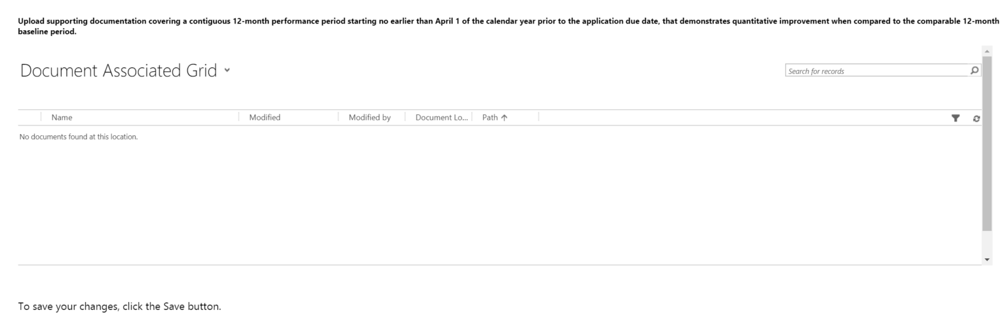 Upload supporting documentation covering a contiguous 12-month performance period starting no earlier than April 1 of the calendar year prior to the application due date, that demonstrates quantitative improvement when compared to the comparable 12-month
baseline period.
Document Associated Grid
Search for records
Name Modified Modified by Document Lo... Path ↑
No documents found at this location.
To save your changes, click the Save button.